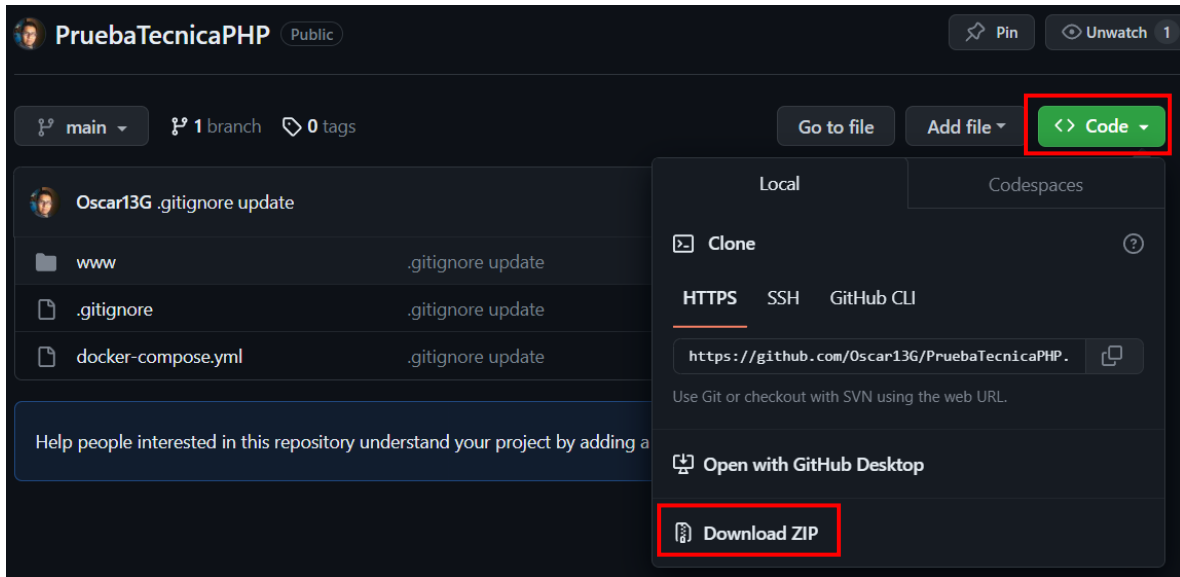 PruebaTecnicaPHP Public Pin Unwatch 1
main 1 branch 0 tags Go to file Add file <> Code
Oscar13G .gitignore update
www .gitignore update
.gitignore .gitignore update
docker-compose.yml .gitignore update
Help people interested in this repository understand your project by adding a
Local Codespaces
Clone
HTTPS SSH GitHub CLI
https://github.com/Oscar13G/PruebaTecnicaPHP.
Use Git or checkout with SVN using the web URL.
Open with GitHub Desktop
Download ZIP